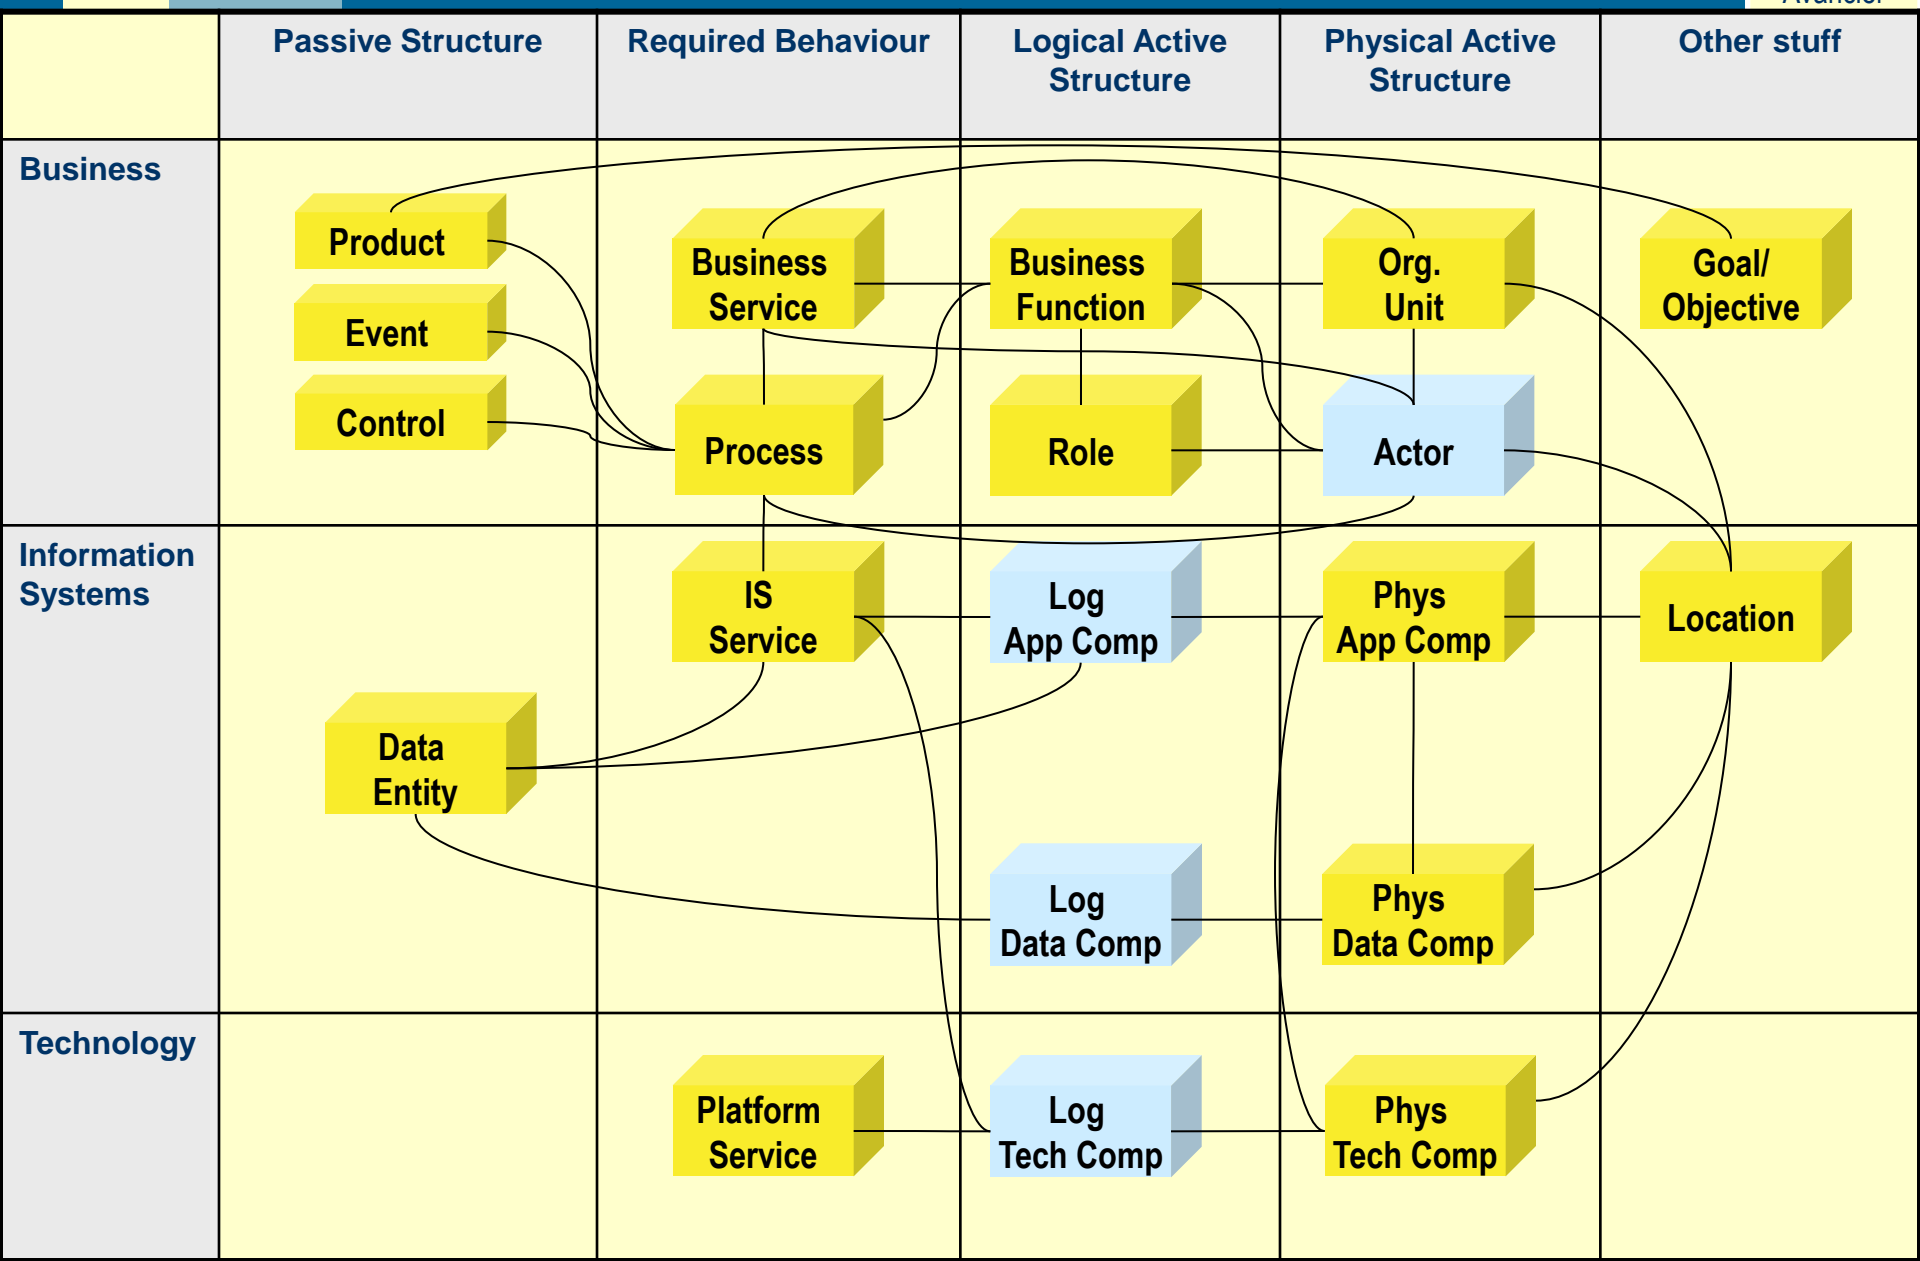 Passive Structure
Required Behaviour
Logical Active
Structure
Physical Active
Structure
Other stuff
Business
Product
Event
Control
Business
Service
Process
Business
Function
Role
Org.
Unit
Actor
Goal/
Objective
Information
Systems
Data
Entity
IS
Service
Log
App Comp
Log
Data Comp
Phys
App Comp
Phys
Data Comp
Location
Technology
Platform
Service
Log
Tech Comp
Phys
Tech Comp